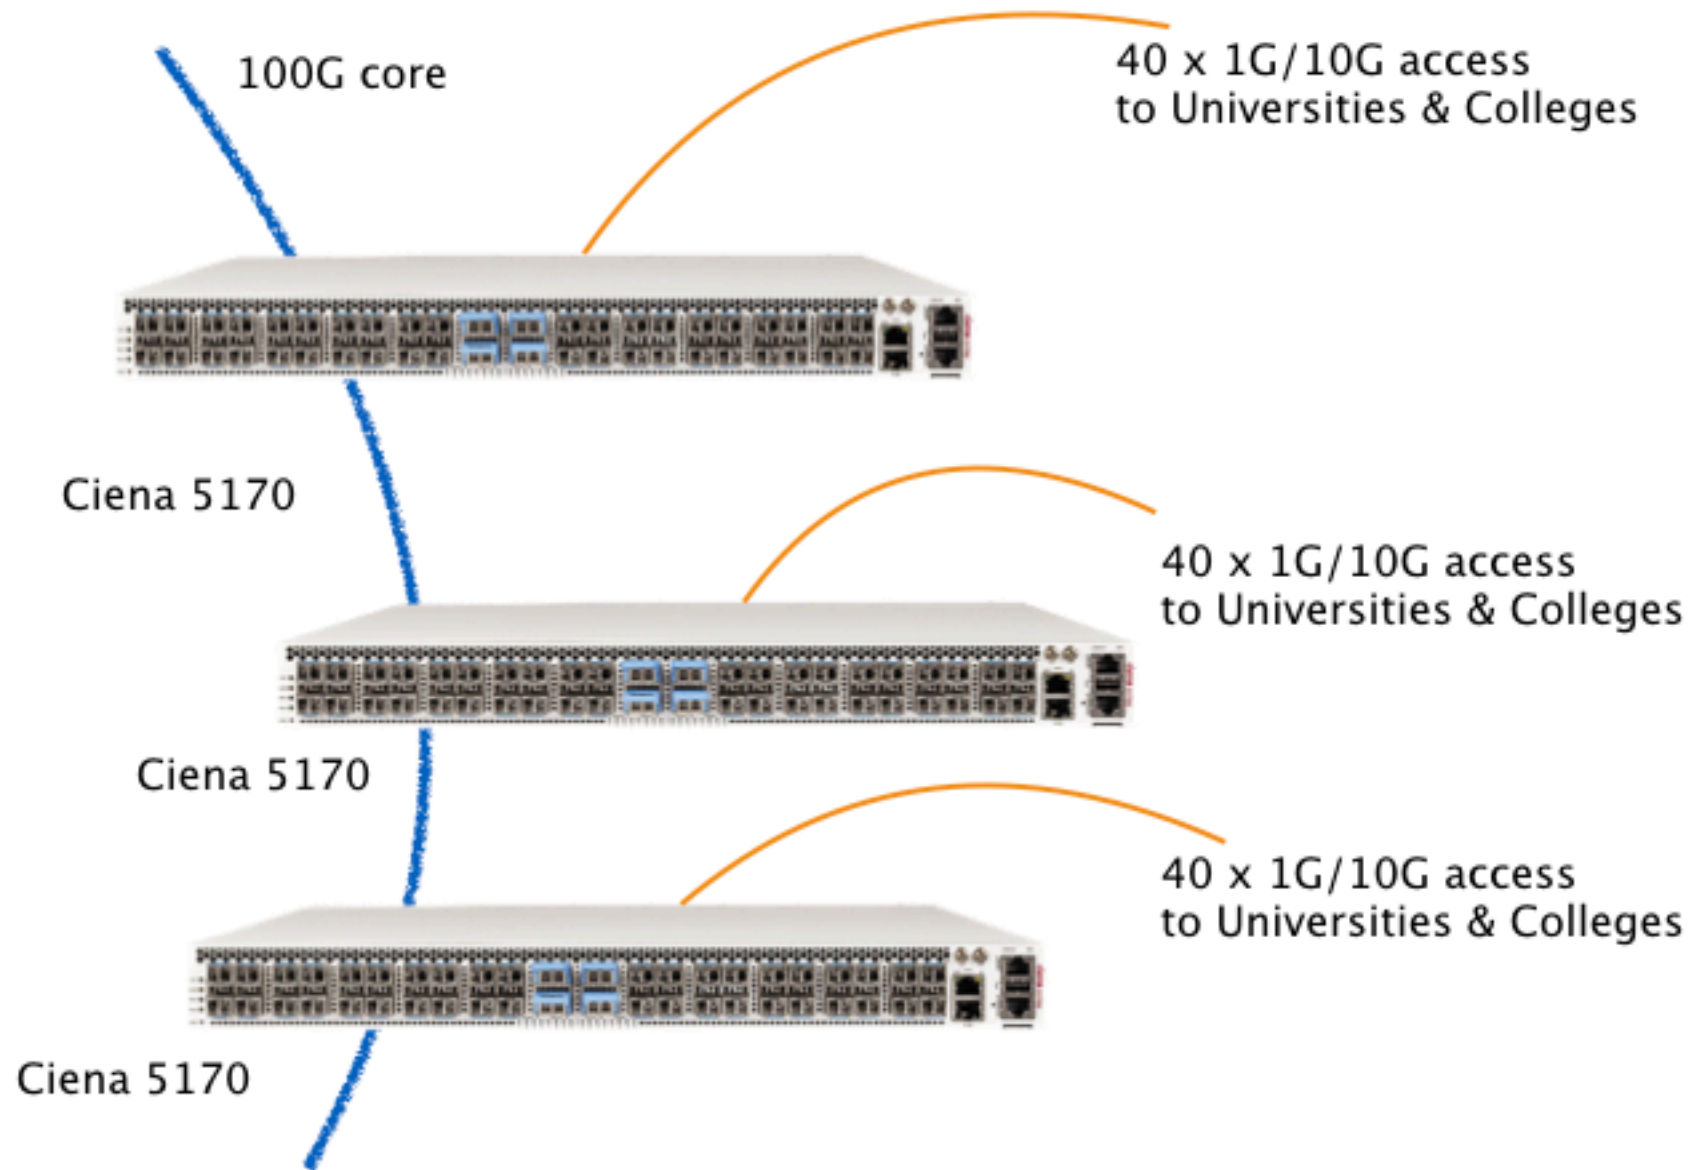 100G core
40 x 1G/10G access
to Universities & Colleges
Ciena 5170
40 x 1G/10G access
to Universities & Colleges
Ciena 5170
40 x 1G/10G access
to Universities & Colleges
Ciena 5170